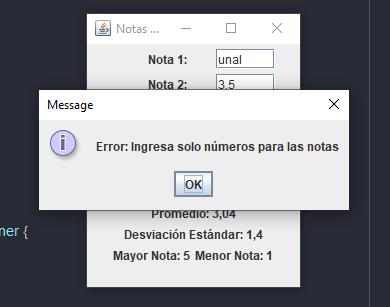 Notas ...
Nota 1: unal
Nota 2: 3.5
Message
Error: Ingresa solo números para las notas
OK
ner {
Promedio: 3,04
Desviación Estándar: 1,4
Mayor Nota: 5 Menor Nota: 1